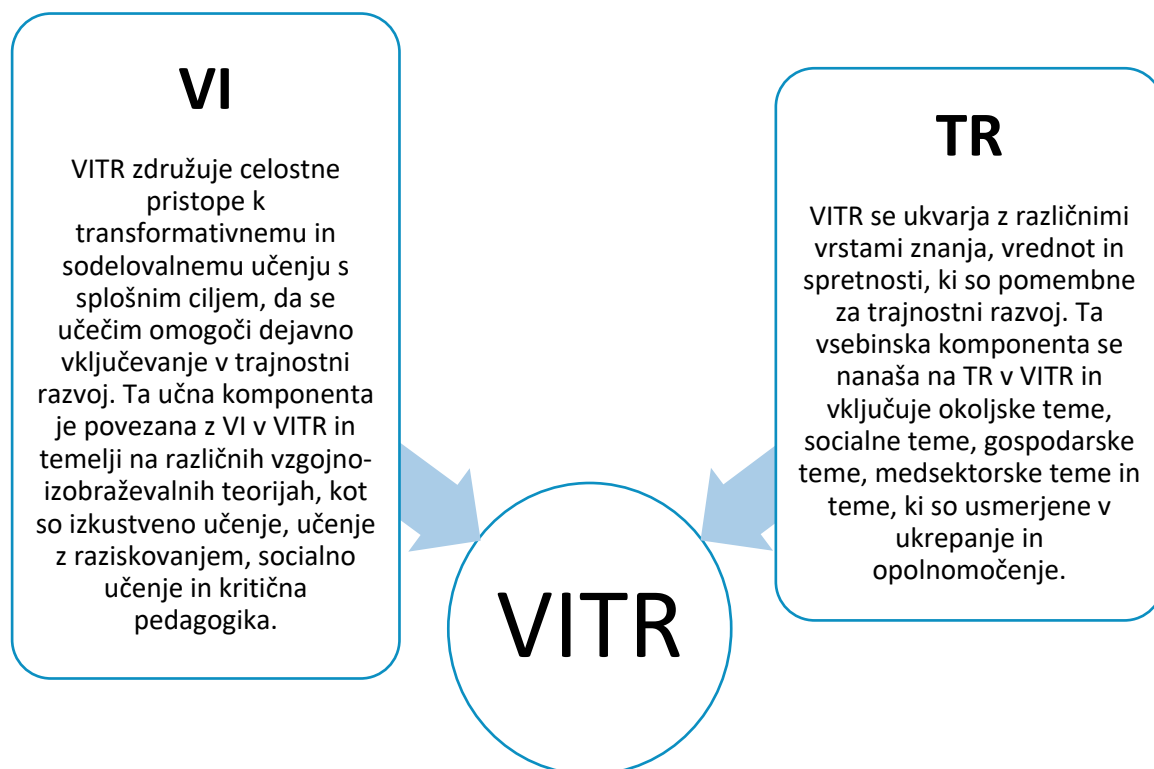 VI
VITR združuje celostne
pristope k
transformativnemu in
sodelovalnemu učenju s
splošnim ciljem, da se
učečim omogoči dejavno
vključevanje v trajnostni
razvoj. Ta učna komponenta
je povezana z VI v VITR in
temelji na različnih vzgojno-
izobraževalnih teorijah, kot
so izkustveno učenje, učenje
z raziskovanjem, socialno
učenje in kritična
pedagogika.
TR
VITR se ukvarja z različnimi
vrstami znanja, vrednot in
spretnosti, ki so pomembne
za trajnostni razvoj. Ta
vsebinska komponenta se
nanaša na TR v VITR in
vključuje okoljske teme,
socialne teme, gospodarske
teme, medsektorske teme in
teme, ki so usmerjene v
ukrepanje in
opolnomočenje.
VITR